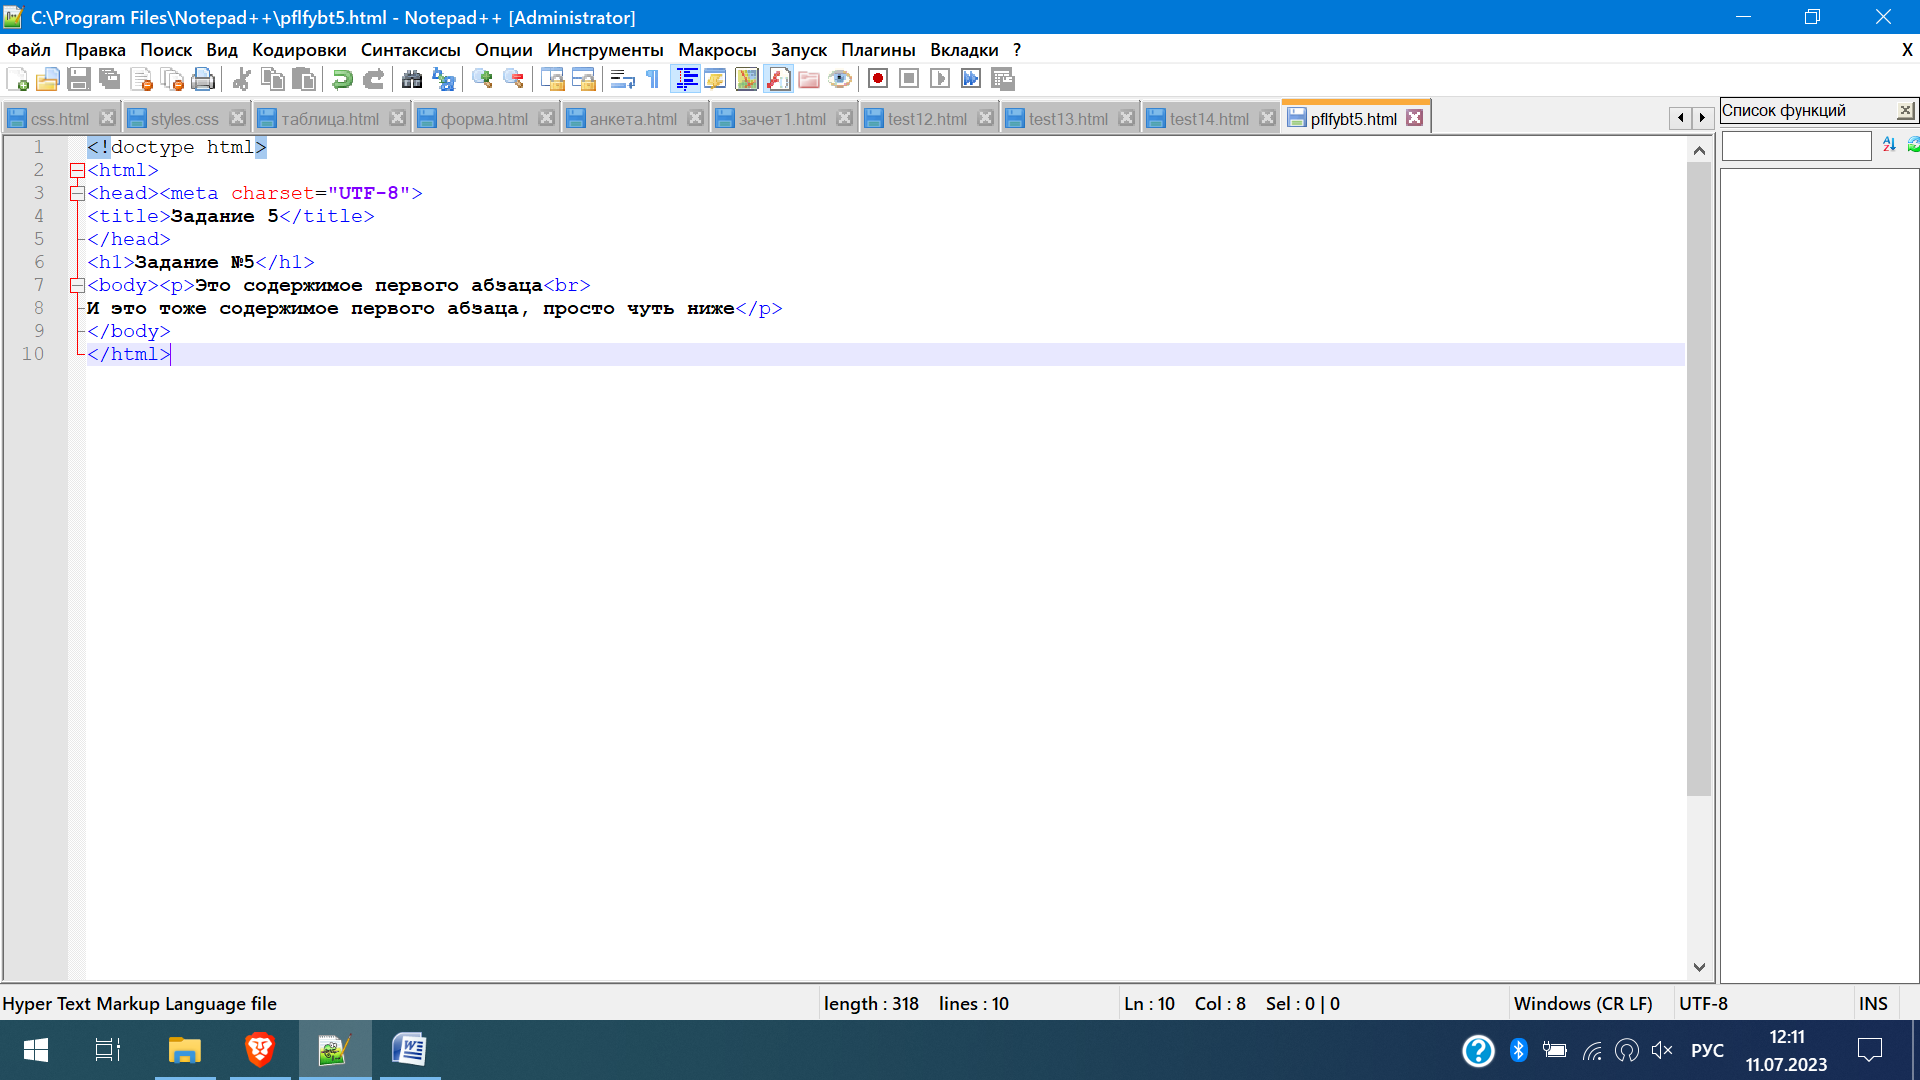 C:\Program Files\Notepad++\pflfybt5.html - Notepad++ [Administrator]
Файл Правка Поиск Вид Кодировки Синтаксисы Опции Инструменты Макросы Запуск Плагины Вкладки ? X
css.html styles.css таблица.html форма.html анкета.html зачет1.html test12.html test13.html test14.html pflfybt5.html
Список функций
1 <!doctype html>
2 <html>
3 <head><meta charset="UTF-8">
4 <title>Задание 5</title>
5 </head>
6 <h1>Задание №5</h1>
7 <body><p>Это содержимое первого абзаца<br>
8 И это тоже содержимое первого абзаца, просто чуть ниже</p>
9 </body>
10 </html>
Hyper Text Markup Language file length : 318 lines : 10 Ln : 10 Col : 8 Sel : 0 | 0 Windows (CR LF) UTF-8 INS
РУС
12:11
11.07.2023